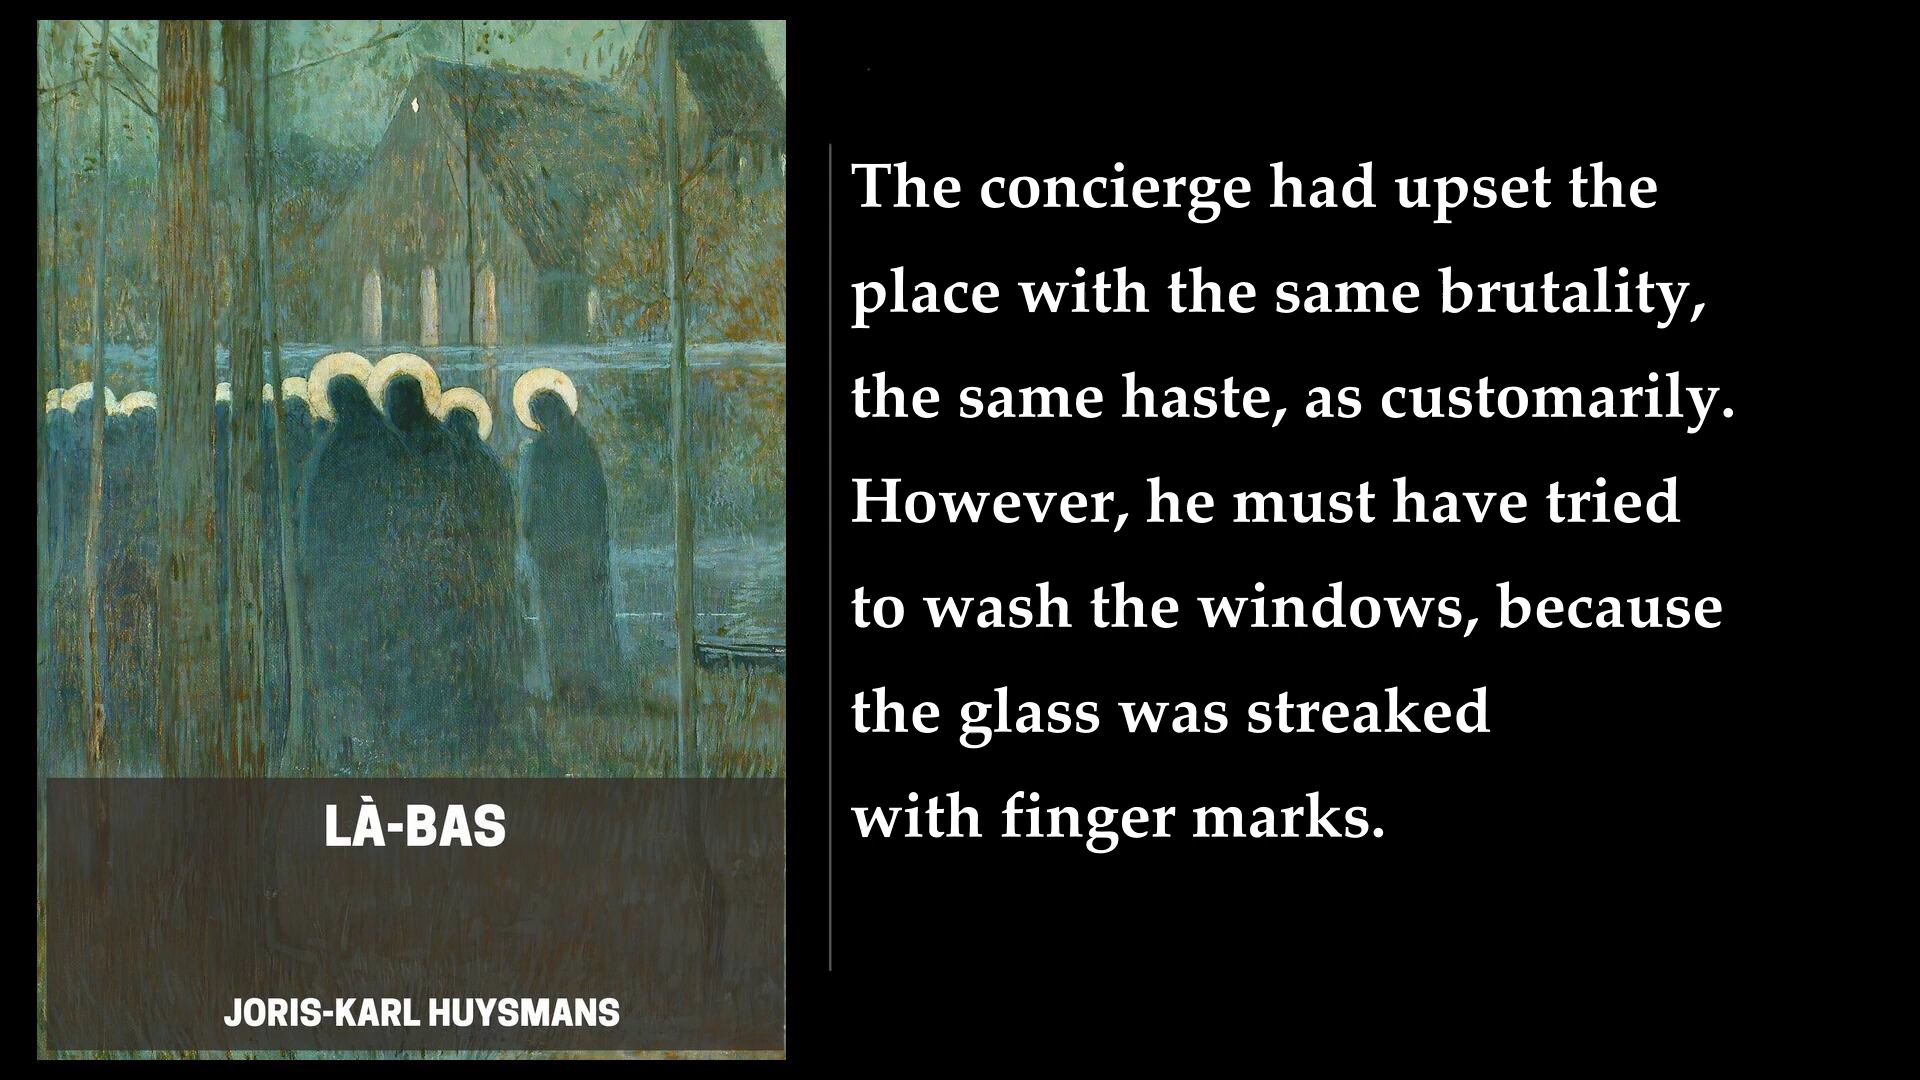 LÀ-BAS
JORIS-KARL HUYSMANS
The concierge had upset the
place with the same brutality,
the same haste, as customarily.
However, he must have tried
to wash the windows, because
the glass was streaked
with finger marks.